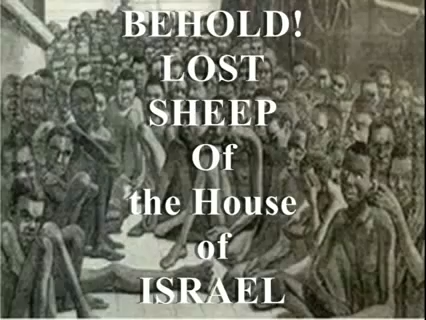 BEHOLD!
LOST
SHEEP
Of
the House
of
ISRAEL